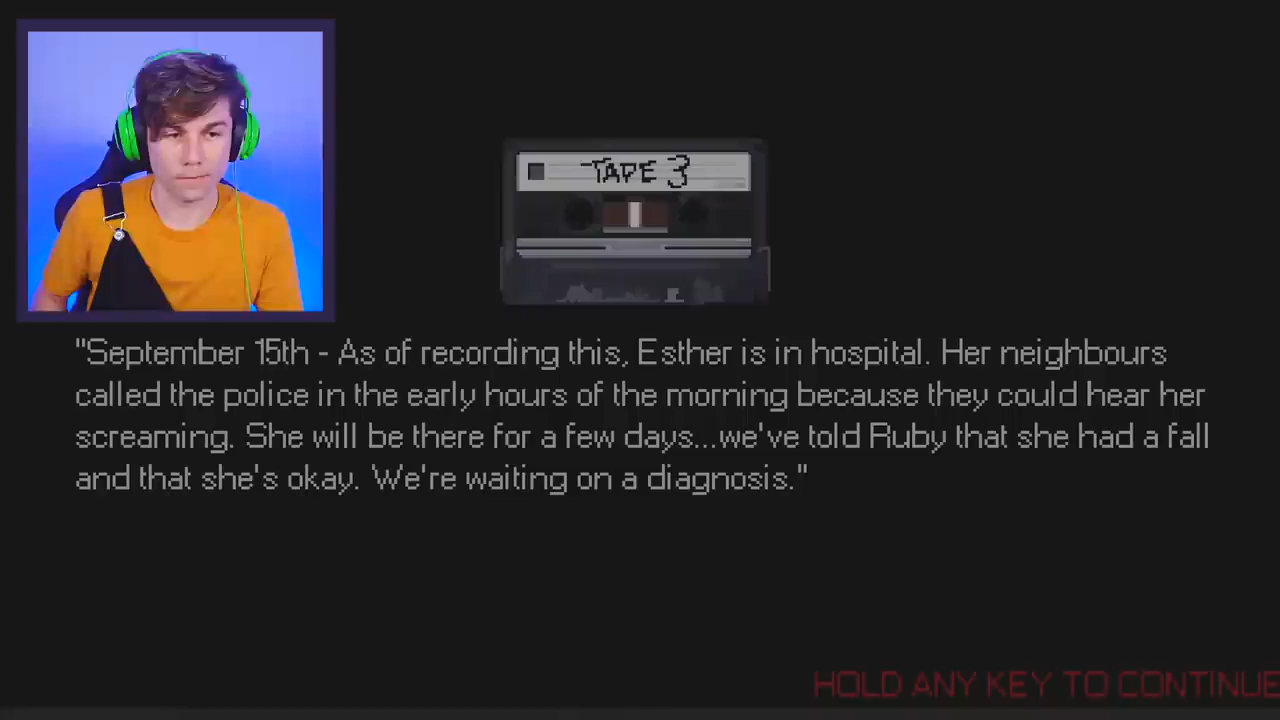 TAPE 3
"September 15th - As of recording this, Esther is in hospital. Her neighbours
called the police in the early hours of the morning because they could hear her
screaming. She will be there for a few days...we've told Ruby that she had a fall
and that she's okay. We're waiting on a diagnosis."
HOLD ANY KEY TO CONTINUE